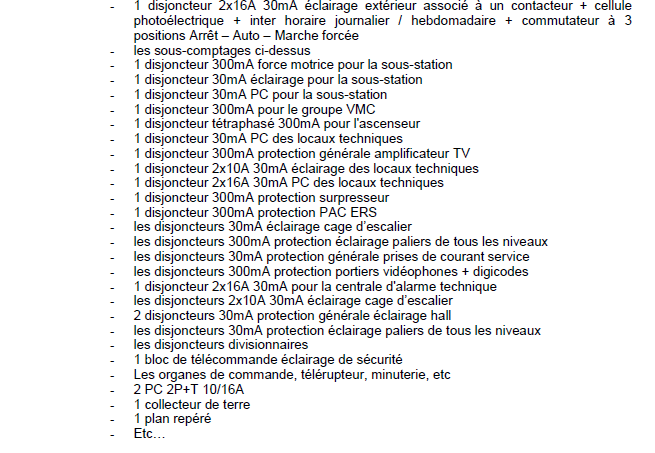 - 1 disjoncteur 2x16A 30mA éclairage extérieur associé à un contacteur + cellule
photoélectrique + inter horaire journalier / hebdomadaire + commutateur à 3
positions Arrêt – Auto – Marche forcée
- les sous-comptages ci-dessus
- 1 disjoncteur 300mA force motrice pour la sous-station
- 1 disjoncteur 30mA éclairage pour la sous-station
- 1 disjoncteur 30mA PC pour la sous-station
- 1 disjoncteur 300mA pour le groupe VMC
- 1 disjoncteur tétraphasé 300mA pour l'ascenseur
- 1 disjoncteur 30mA PC des locaux techniques
- 1 disjoncteur 300mA protection générale amplificateur TV
- 1 disjoncteur 2x10A 30mA éclairage des locaux techniques
- 1 disjoncteur 2x16A 30mA PC des locaux techniques
- 1 disjoncteur 300mA protection surpresseur
- 1 disjoncteur 300mA protection PAC ERS
- les disjoncteurs 30mA éclairage cage d’escalier
- les disjoncteurs 300mA protection éclairage paliers de tous les niveaux
- les disjoncteurs 30mA protection générale prises de courant service
- les disjoncteurs 300mA protection portiers vidéophones + digicodes
- 1 disjoncteur 2x16A 30mA pour la centrale d'alarme technique
- les disjoncteurs 2x10A 30mA éclairage cage d’escalier
- 2 disjoncteurs 30mA protection générale éclairage hall
- les disjoncteurs 30mA protection éclairage paliers de tous les niveaux
- les disjoncteurs divisionnaires
- 1 bloc de télécommande éclairage de sécurité
- Les organes de commande, télérupteur, minuterie, etc
- 2 PC 2P+T 10/16A
- 1 collecteur de terre
- 1 plan repéré
- Etc…